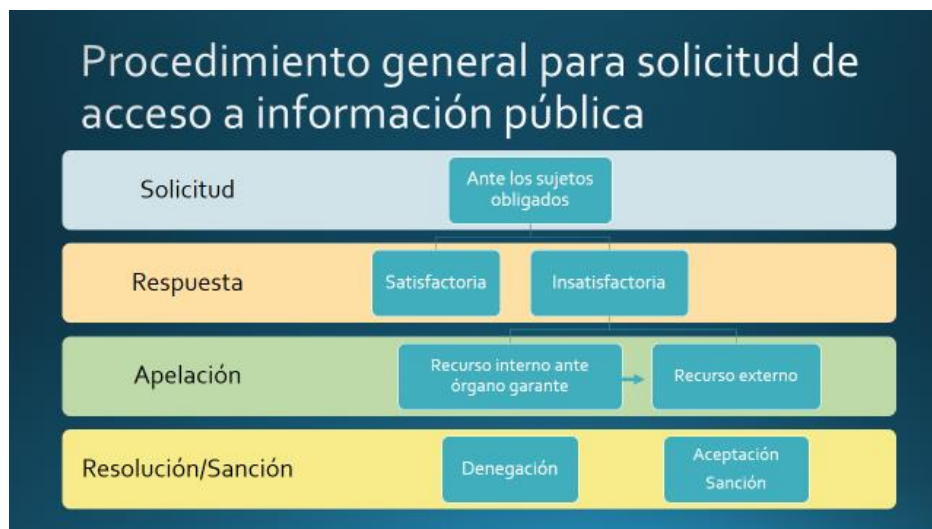 Procedimiento general para solicitud de
acceso a información pública
Solicitud
Ante los sujetos
obligados
Respuesta
Satisfactoria
Insatisfactoria
Apelación
Recurso interno ante
órgano garante
Recurso externo
Resolución/Sanción
Denegación
Aceptación
Sanción